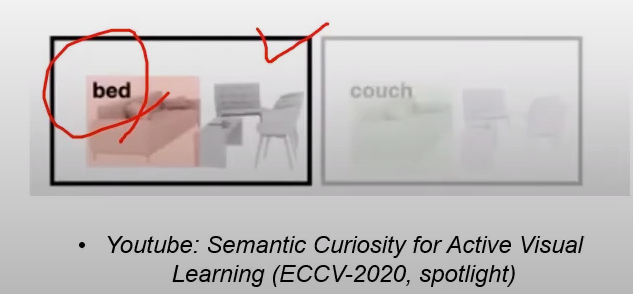 bed
couch
• Youtube: Semantic Curiosity for Active Visual
Learning (ECCV-2020, spotlight)